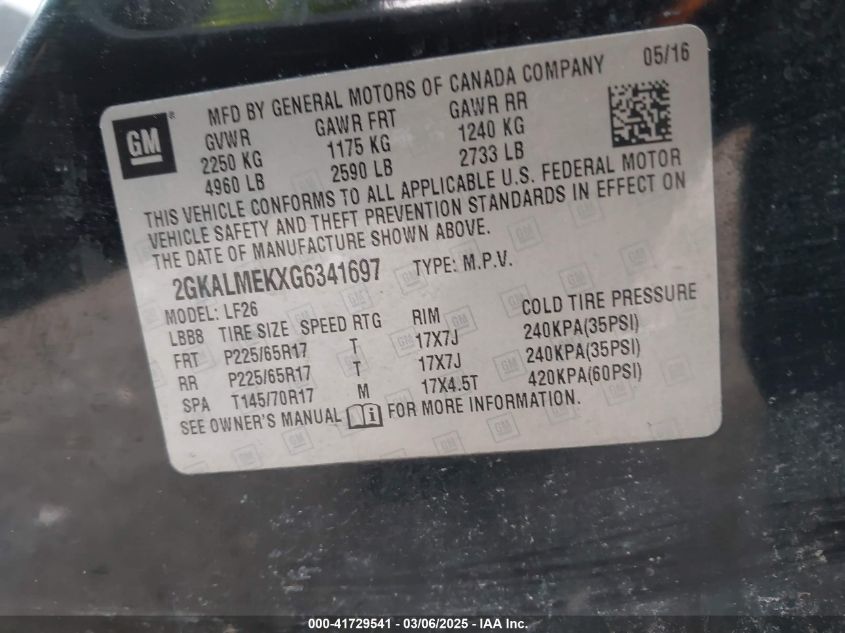 05/16
MFD BY GENERAL MOTORS OF CANADA COMPANY
GM ®
GVWR GAWR FRT GAWR RR
2250 KG 1175 KG 1240 KG
4960 LB 2590 LB 2733 LB
THIS VEHICLE CONFORMS TO ALL APPLICABLE U.S. FEDERAL MOTOR
VEHICLE SAFETY AND THEFT PREVENTION STANDARDS IN EFFECT ON
THE DATE OF MANUFACTURE SHOWN ABOVE.
2GKALMEKXG6341697 TYPE: M.P.V.
MODEL: LF26
LBB8 TIRE SIZE SPEED RTG RIM COLD TIRE PRESSURE
FRT P225/65R17 T 17X7J 240KPA(35PSI)
RR P225/65R17 T 17X7J 240KPA(35PSI)
SPA T145/70R17 M 17X4.5T 420KPA(60PSI)
SEE OWNER'S MANUAL FOR MORE INFORMATION.
000-41729541 - 03/06/2025 - IAA Inc.